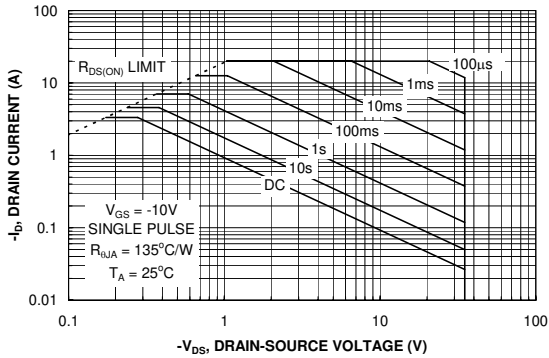 100
10
1
0.1
0.01
-I_D, DRAIN CURRENT (A)
R_DS(ON) LIMIT
100µs
1ms
10ms
100ms
1s
10s
DC
V_GS = -10V
SINGLE PULSE
R_θJA = 135°C/W
T_A = 25°C
0.1 1 10 100
-V_DS, DRAIN-SOURCE VOLTAGE (V)